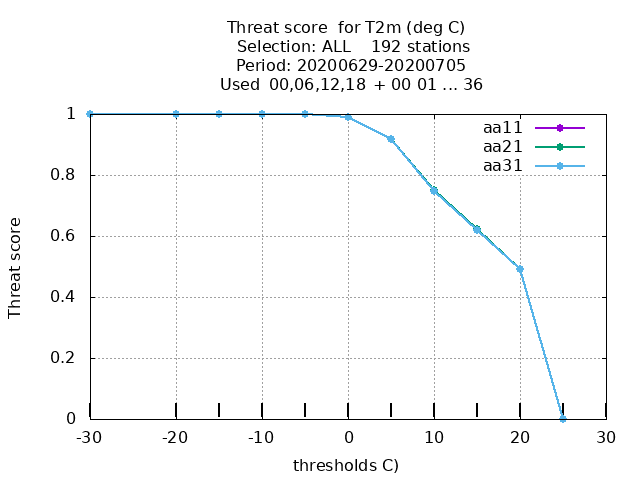 Threat score for T2m (deg C)
Selection: ALL 192 stations
Period: 20200629-20200705
Used 00,06,12,18 + 00 01 ... 36
1
0.8
0.6
0.4
0.2
0
Threat score
aa11
aa21
aa31
-30 -20 -10 0 10 20 30
thresholds C)